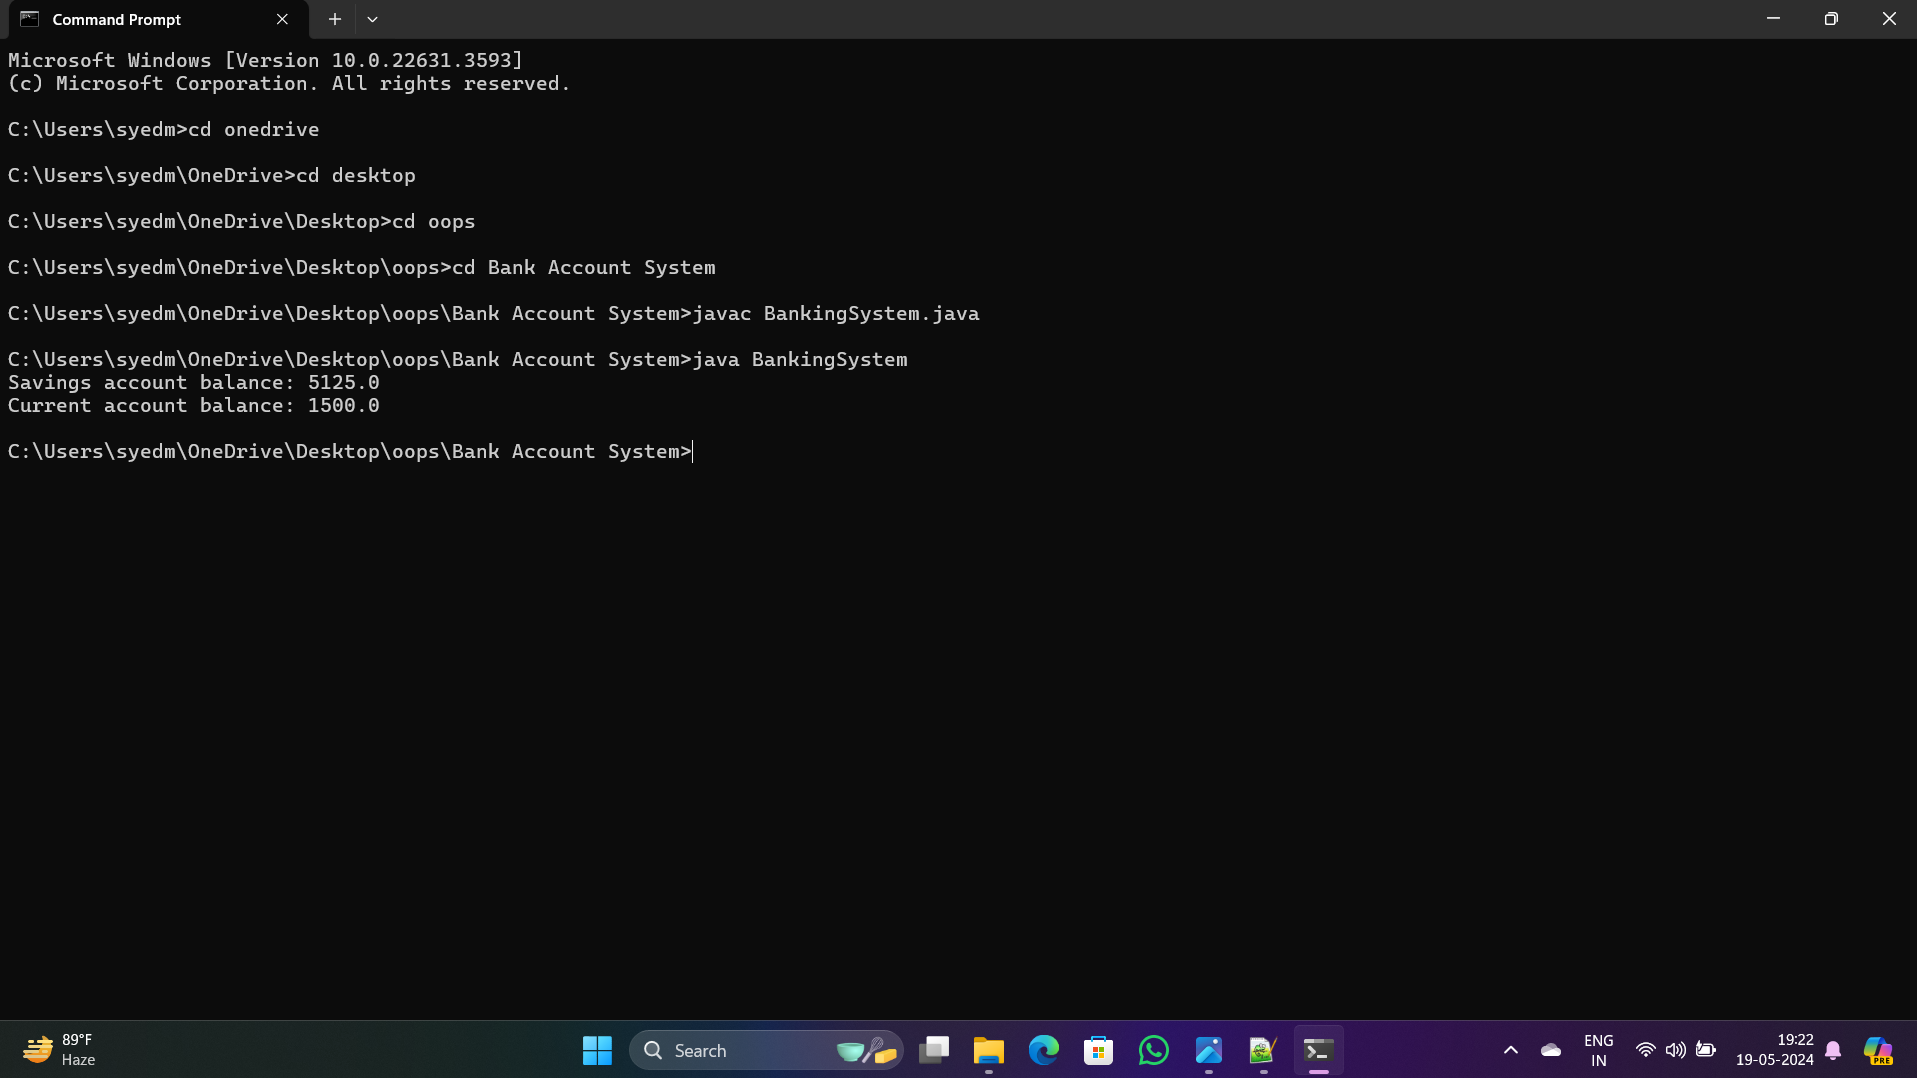 Command Prompt
Microsoft Windows [Version 10.0.22631.3593]
(c) Microsoft Corporation. All rights reserved.
C:\Users\syedm>cd onedrive
C:\Users\syedm\OneDrive>cd desktop
C:\Users\syedm\OneDrive\Desktop>cd oops
C:\Users\syedm\OneDrive\Desktop\oops>cd Bank Account System
C:\Users\syedm\OneDrive\Desktop\oops\Bank Account System>javac BankingSystem.java
C:\Users\syedm\OneDrive\Desktop\oops\Bank Account System>java BankingSystem
Savings account balance: 5125.0
Current account balance: 1500.0
C:\Users\syedm\OneDrive\Desktop\oops\Bank Account System>
89°F
Haze
Search
ENG
IN
19:22
19-05-2024
PRE